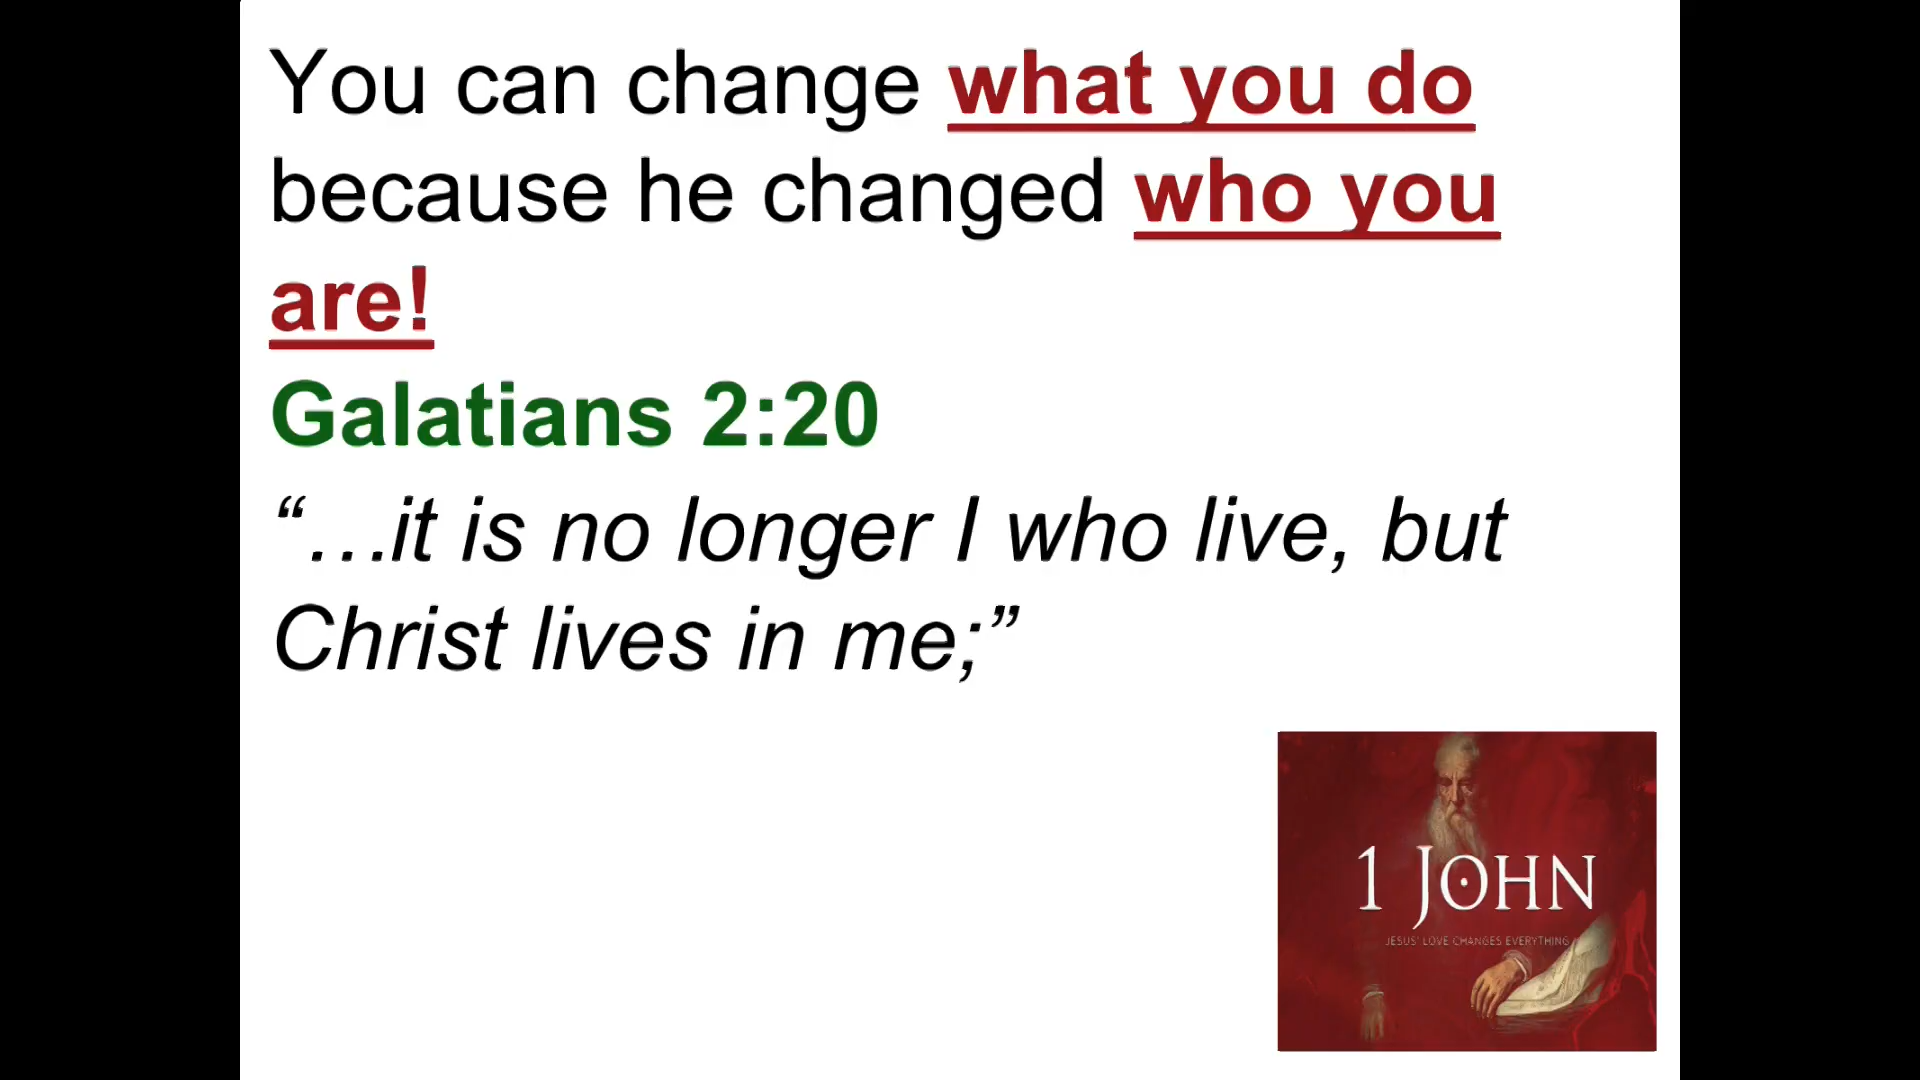 You can change what you do
because he changed who you
are!
Galatians 2:20
“…it is no longer I who live, but
Christ lives in me;”
1 JOHN
JESUS' LOVE CHANGES EVERYTHING